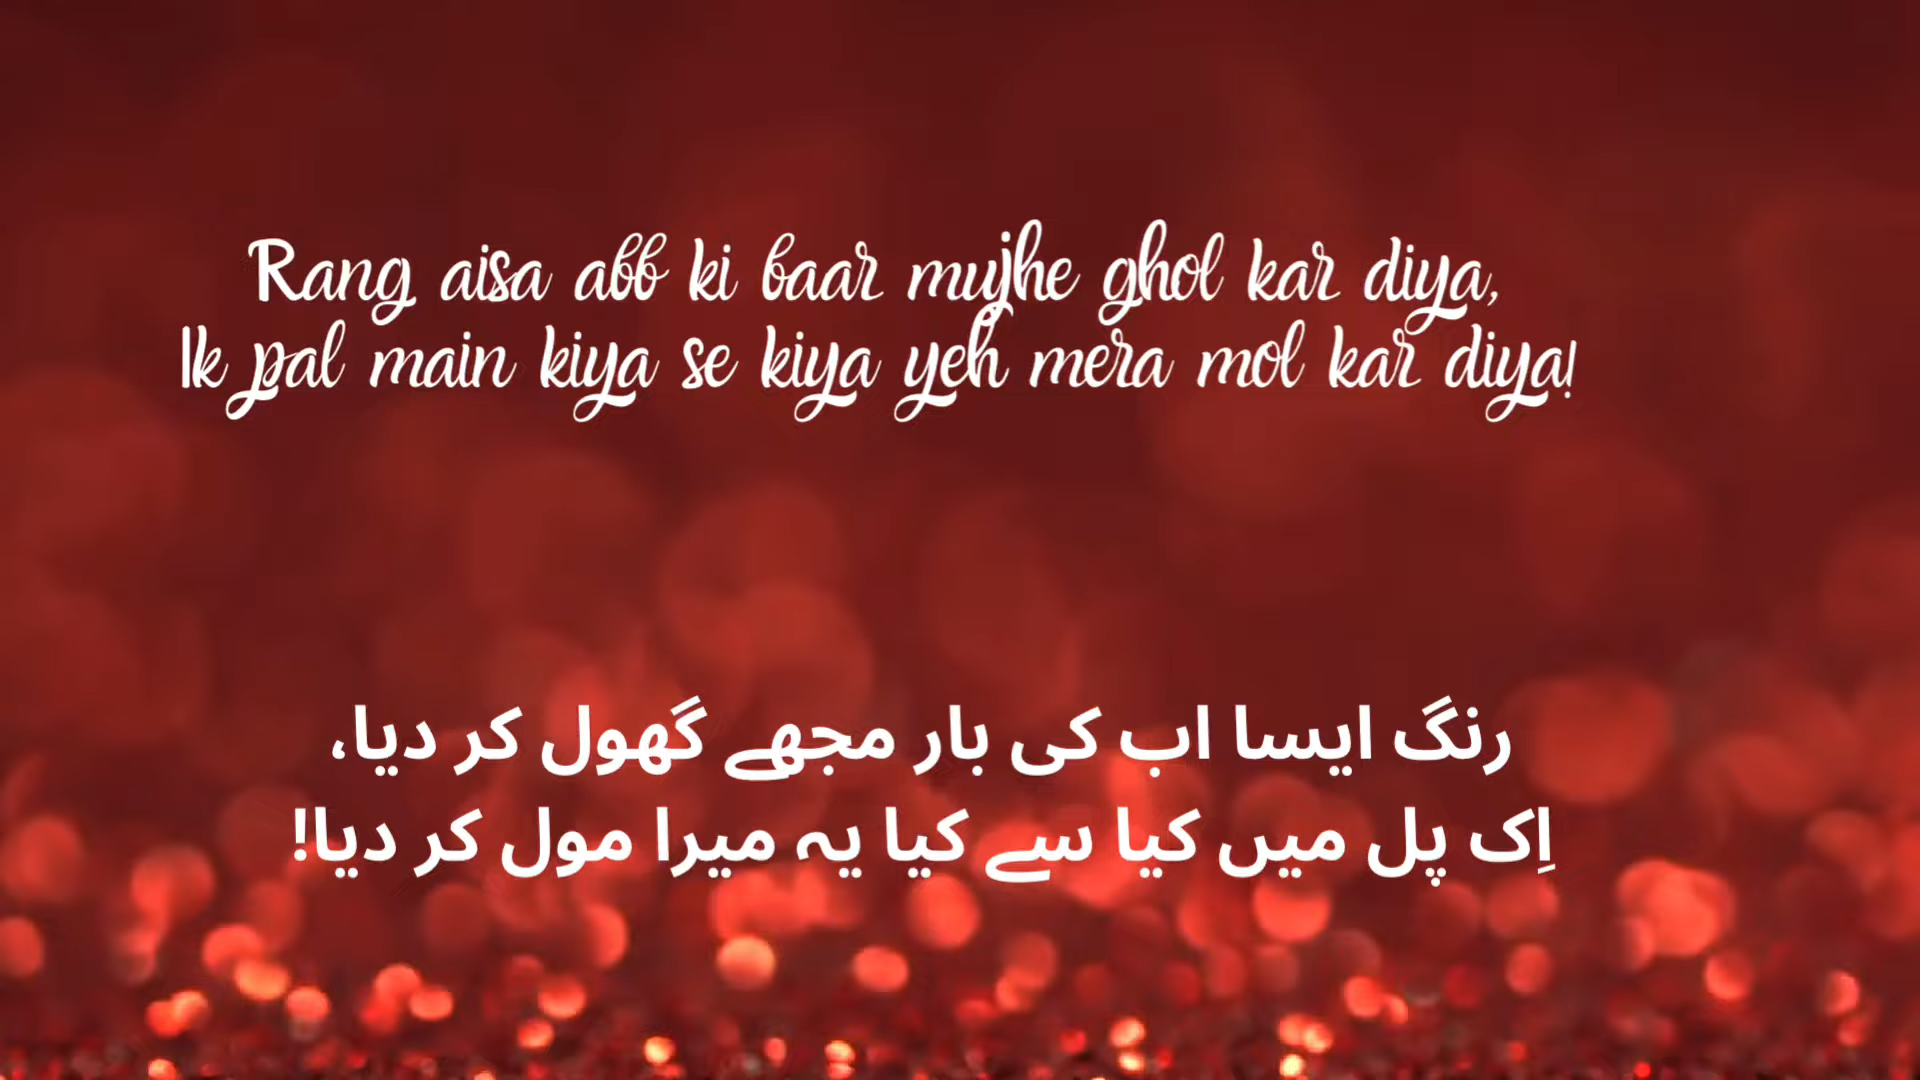 Rang aisa abb ki baar mujhe ghol kar diya,
Ik pal main kiya se kiya yeh mera mol kar diya!
رنگ ایسا اب کی بار مجھے گھول کر دیا،
اِک پل میں کیا سے کیا یہ میرا مول کر دیا!